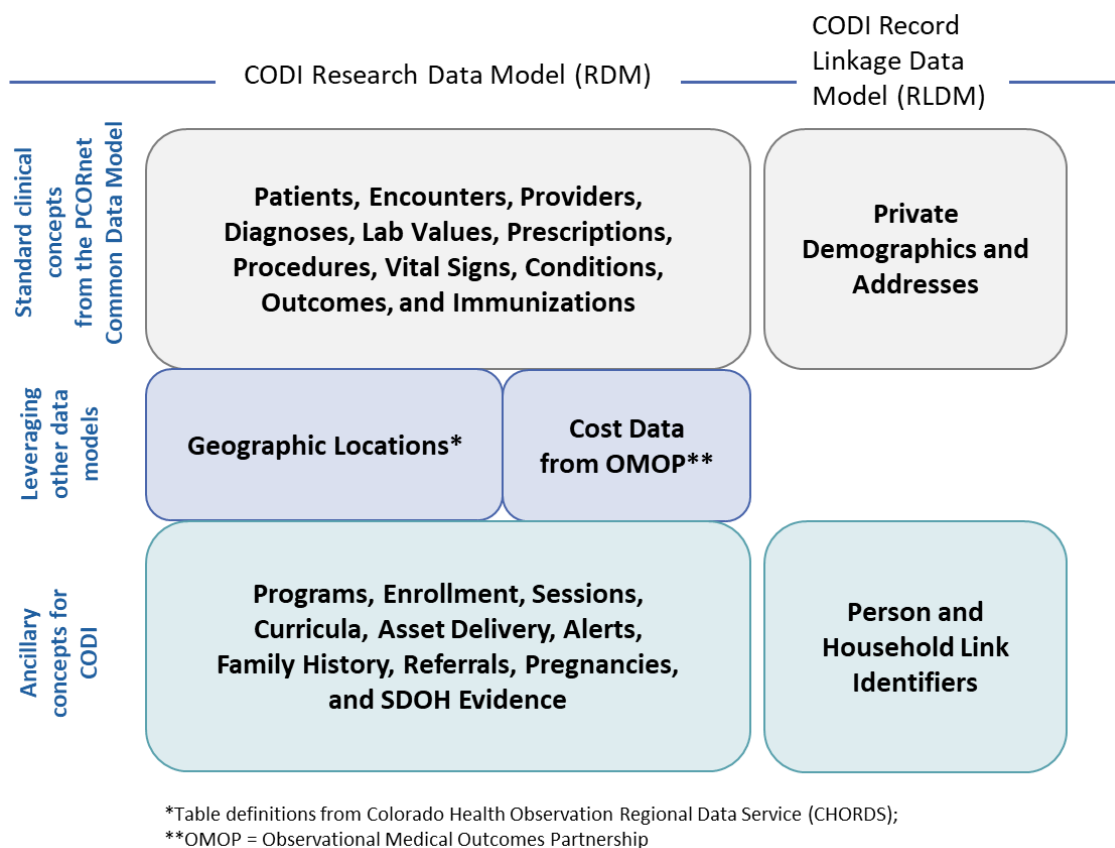 CODI Research Data Model (RDM)
CODI Record
Linkage Data
Model (RLDM)
Standard clinical
concepts
from the PCORnet
Common Data Model
Patients, Encounters, Providers,
Diagnoses, Lab Values, Prescriptions,
Procedures, Vital Signs, Conditions,
Outcomes, and Immunizations
Private
Demographics and
Addresses
Leveraging
other data
models
Geographic Locations*
Cost Data
from OMOP**
Ancillary
concepts for
CODI
Programs, Enrollment, Sessions,
Curricula, Asset Delivery, Alerts,
Family History, Referrals, Pregnancies,
and SDOH Evidence
Person and
Household Link
Identifiers
*Table definitions from Colorado Health Observation Regional Data Service (CHORDS);
**OMOP = Observational Medical Outcomes Partnership